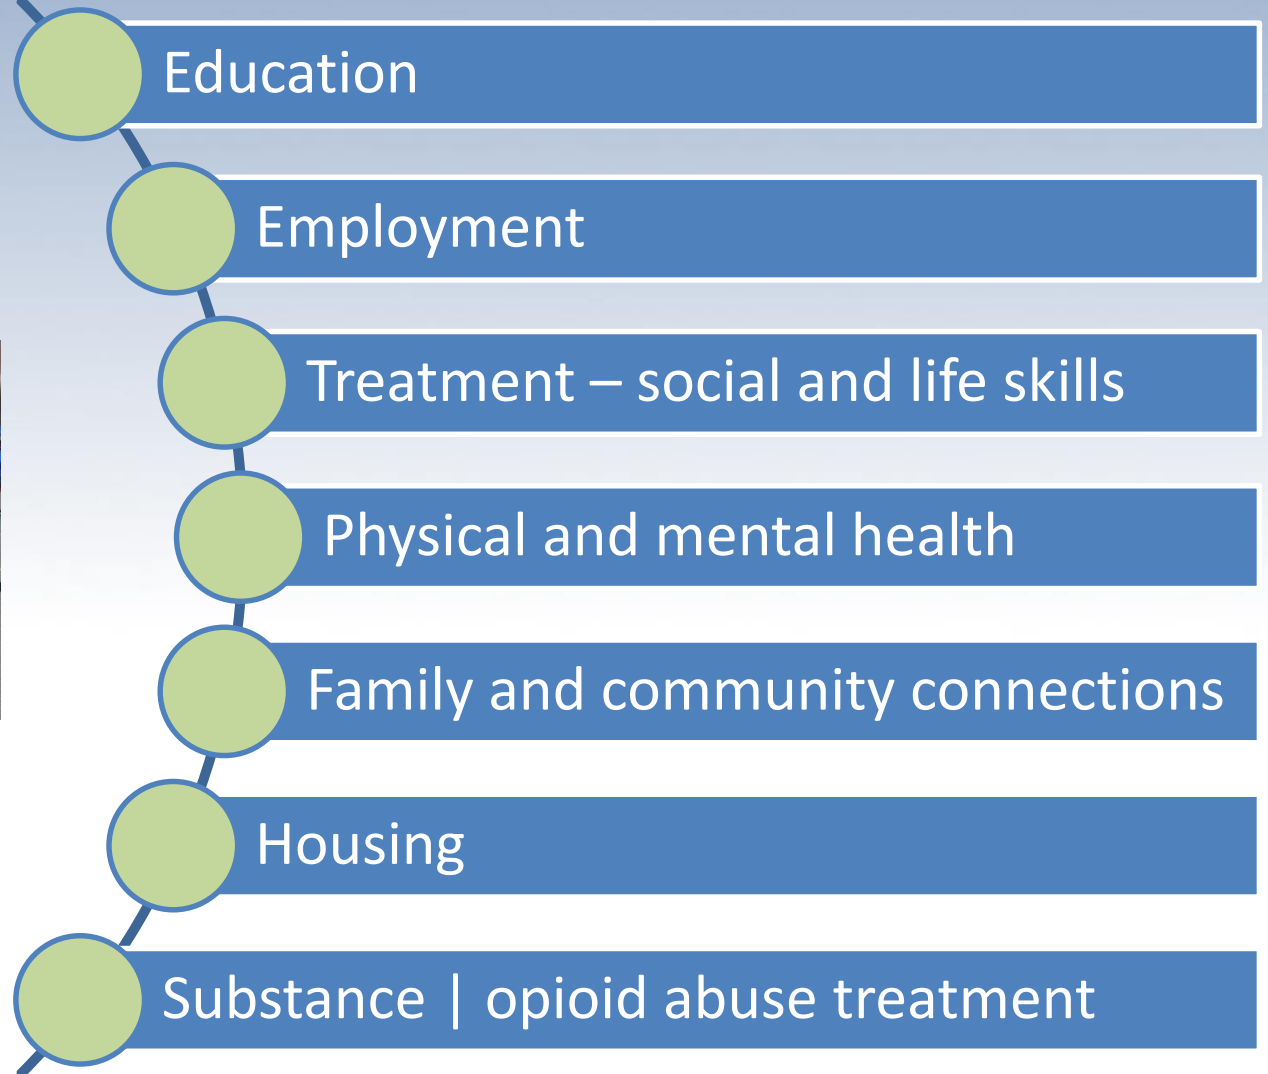 Education
Employment
Treatment – social and life skills
Physical and mental health
Family and community connections
Housing
Substance | opioid abuse treatment